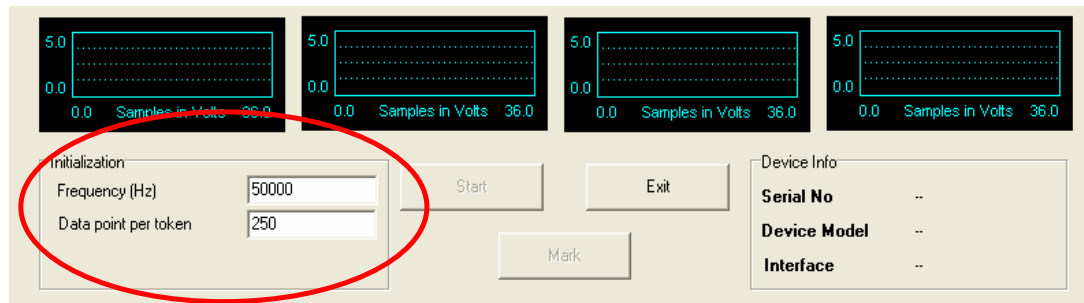 5.0
0.0
0.0 Samples in Volts 36.0
5.0
0.0
0.0 Samples in Volts 36.0
5.0
0.0
0.0 Samples in Volts 36.0
5.0
0.0
0.0 Samples in Volts 36.0
Initialization
Frequency (Hz) 50000
Data point per token 250
Start
Exit
Mark
Device Info
Serial No --
Device Model --
Interface --